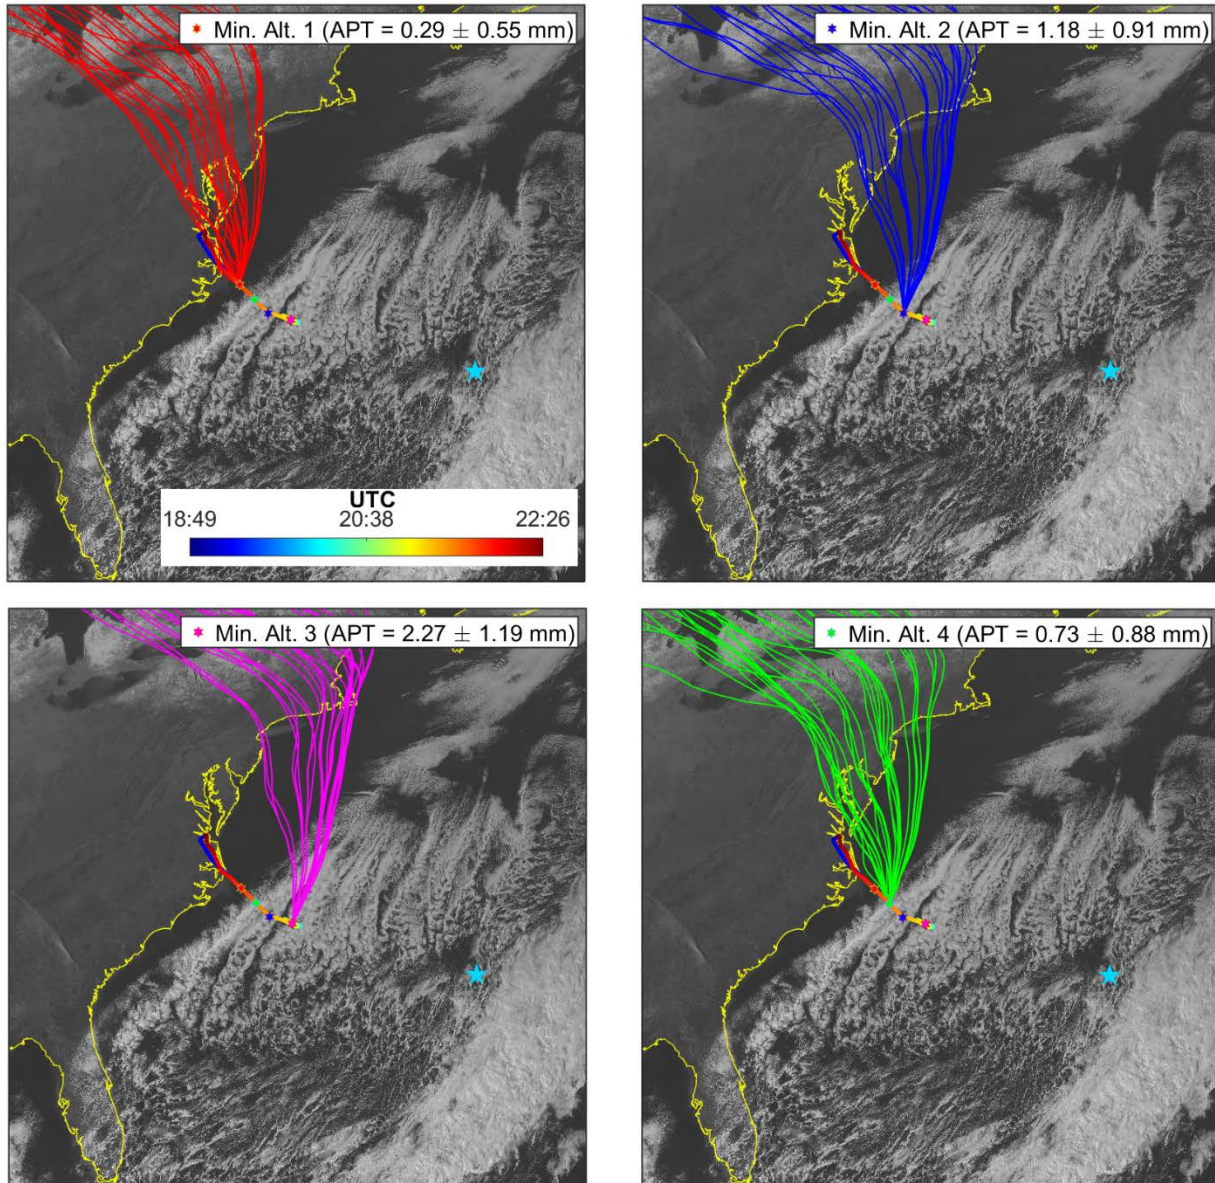 Min. Alt. 1 (APT = 0.29 ± 0.55 mm)
Min. Alt. 2 (APT = 1.18 ± 0.91 mm)
UTC
18:49 20:38 22:26
Min. Alt. 3 (APT = 2.27 ± 1.19 mm)
Min. Alt. 4 (APT = 0.73 ± 0.88 mm)